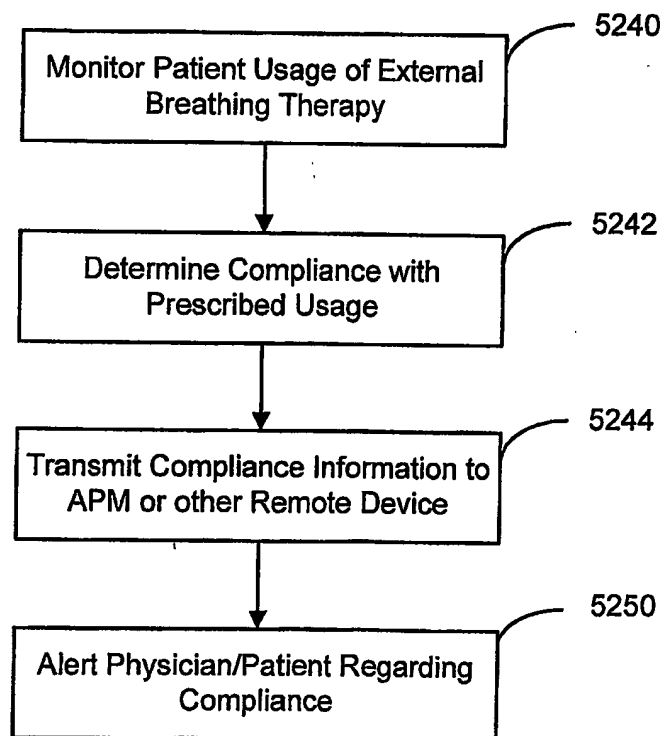 5240
Monitor Patient Usage of External
Breathing Therapy
5242
Determine Compliance with
Prescribed Usage
5244
Transmit Compliance Information to
APM or other Remote Device
5250
Alert Physician/Patient Regarding
Compliance